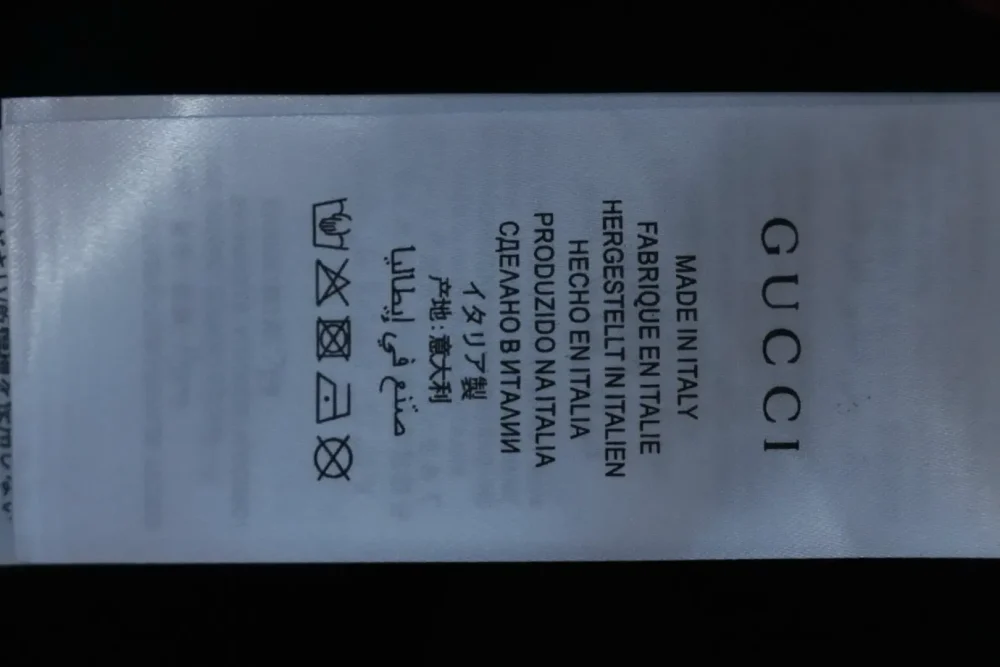 GUCCI
MADE IN ITALY
FABRIQUE EN ITALIE
HERGESTELLT IN ITALIEN
HECHO EN ITALIA
PRODUZIDO NA ITALIA
СДЕЛАНО В ИТАЛИИ
イタリア製
产地:意大利
صنع في إيطاليا